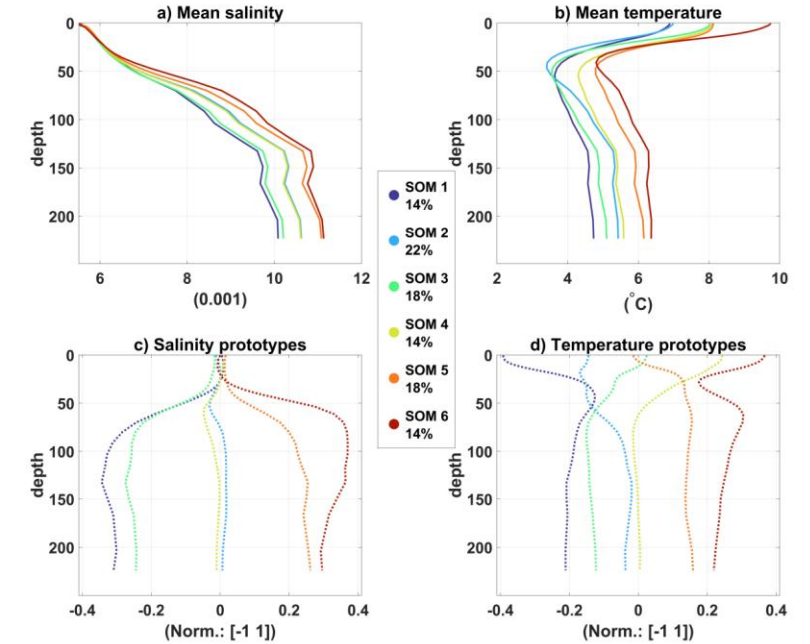 a) Mean salinity
0
50
100
150
200
depth
6
8
10
12
(0.001)
b) Mean temperature
0
50
100
150
200
depth
2
4
6
8
10
(°C)
SOM 1
14%
SOM 2
22%
SOM 3
18%
SOM 4
14%
SOM 5
18%
SOM 6
14%
c) Salinity prototypes
0
50
100
150
200
depth
-0.4
-0.2
0
0.2
0.4
(Norm.: [-1 1])
d) Temperature prototypes
0
50
100
150
200
depth
-0.4
-0.2
0
0.2
0.4
(Norm.: [-1 1])